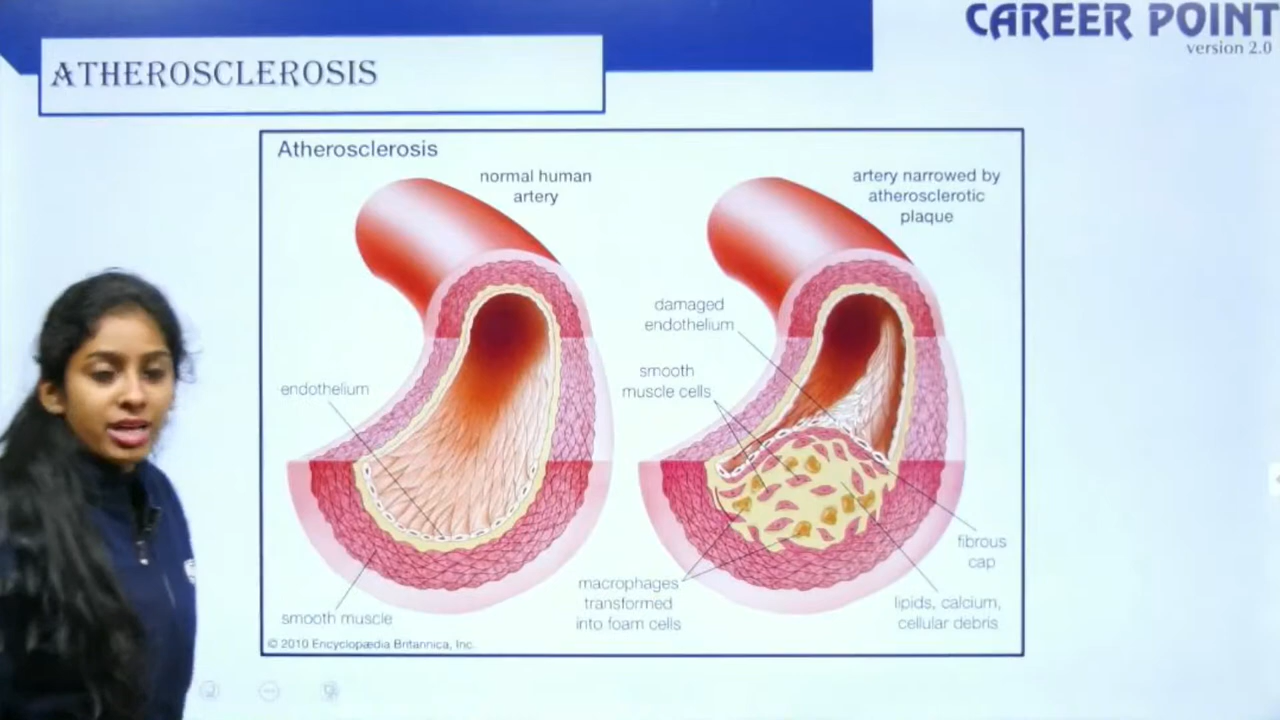 CAREER POINT
version 2.0
ATHEROSCLEROSIS
Atherosclerosis
normal human
artery
artery narrowed by
atherosclerotic
plaque
damaged
endothelium
smooth
muscle cells
endothelium
fibrous
cap
macrophages
transformed
into foam cells
lipids, calcium,
cellular debris
smooth muscle
© 2010 Encyclopædia Britannica, Inc.